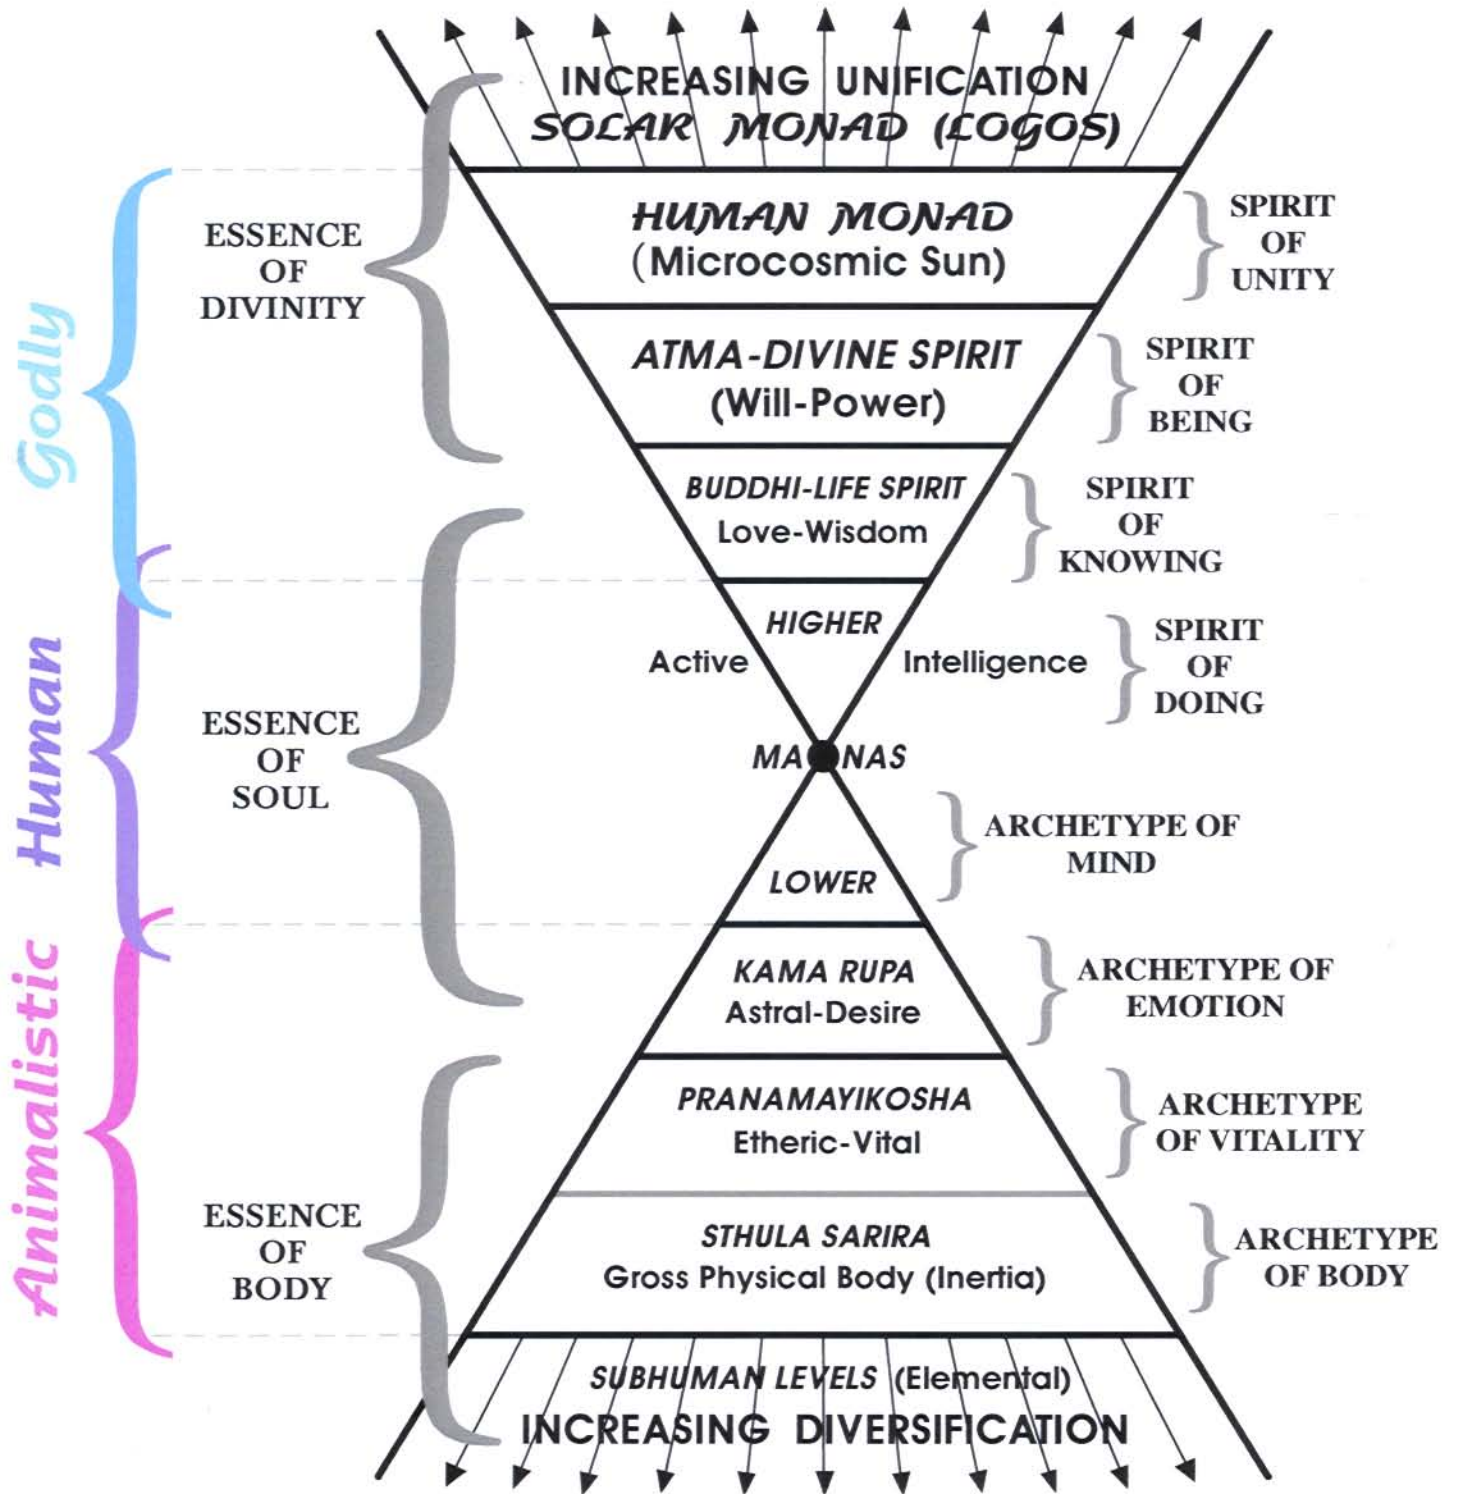 INCREASING UNIFICATION
SOLAR MONAD (LOGOS)
HUMAN MONAD
(Microcosmic Sun)
SPIRIT
OF
UNITY
ESSENCE
OF
DIVINITY
Godly
ATMA-DIVINE SPIRIT
(Will-Power)
SPIRIT
OF
BEING
BUDDHI-LIFE SPIRIT
Love-Wisdom
SPIRIT
OF
KNOWING
HIGHER
Active Intelligence
SPIRIT
OF
DOING
Human
ESSENCE
OF
SOUL
MA NAS
ARCHETYPE OF
MIND
LOWER
KAMA RUPA
Astral-Desire
ARCHETYPE OF
EMOTION
Animalistic
PRANAMAYIKOSHA
Etheric-Vital
ARCHETYPE
OF VITALITY
ESSENCE
OF
BODY
STHULA SARIRA
Gross Physical Body (Inertia)
ARCHETYPE
OF BODY
SUBHUMAN LEVELS (Elemental)
INCREASING DIVERSIFICATION